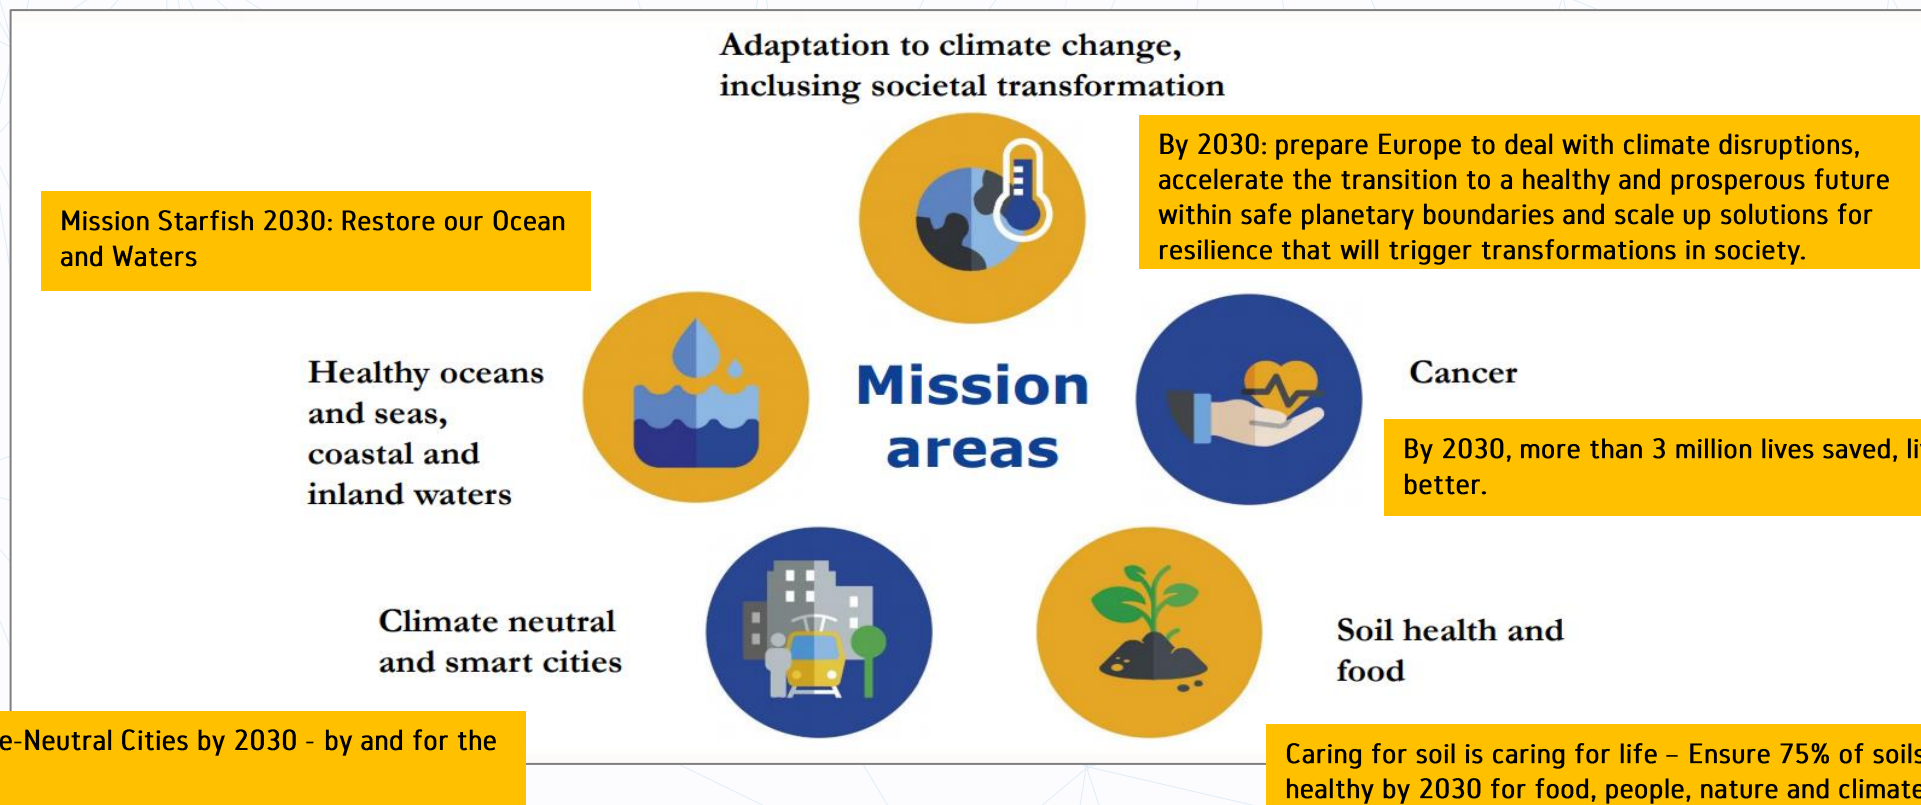 Adaptation to climate change,
inclusing societal transformation
By 2030: prepare Europe to deal with climate disruptions,
accelerate the transition to a healthy and prosperous future
within safe planetary boundaries and scale up solutions for
resilience that will trigger transformations in society.
Mission Starfish 2030: Restore our Ocean
and Waters
Healthy oceans
and seas,
coastal and
inland waters
Mission
areas
Cancer
By 2030, more than 3 million lives saved,
better.
Climate neutral
and smart cities
Soil health and
food
e-Neutral Cities by 2030 - by and for the
Caring for soil is caring for life – Ensure 75% of soils
healthy by 2030 for food, people, nature and climate